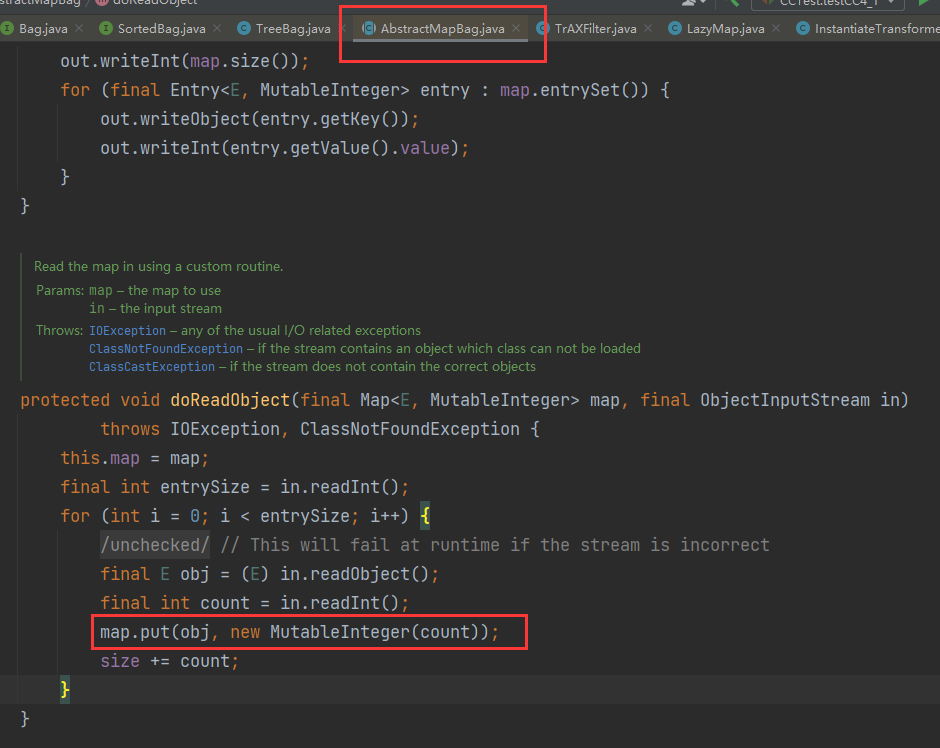 stractMapBag doReadObject CCTest.testCC4_1
Bag.java SortedBag.java TreeBag.java AbstractMapBag.java TrAXFilter.java LazyMap.java InstantiateTransforme
out.writeInt(map.size());
for (final Entry<E, MutableInteger> entry : map.entrySet()) {
out.writeObject(entry.getKey());
out.writeInt(entry.getValue().value);
}
}
Read the map in using a custom routine.
Params: map – the map to use
in – the input stream
Throws: IOException – any of the usual I/O related exceptions
ClassNotFoundException – if the stream contains an object which class can not be loaded
ClassCastException – if the stream does not contain the correct objects
protected void doReadObject(final Map<E, MutableInteger> map, final ObjectInputStream in)
throws IOException, ClassNotFoundException {
this.map = map;
final int entrySize = in.readInt();
for (int i = 0; i < entrySize; i++) {
/unchecked/ // This will fail at runtime if the stream is incorrect
final E obj = (E) in.readObject();
final int count = in.readInt();
map.put(obj, new MutableInteger(count));
size += count;
}
}